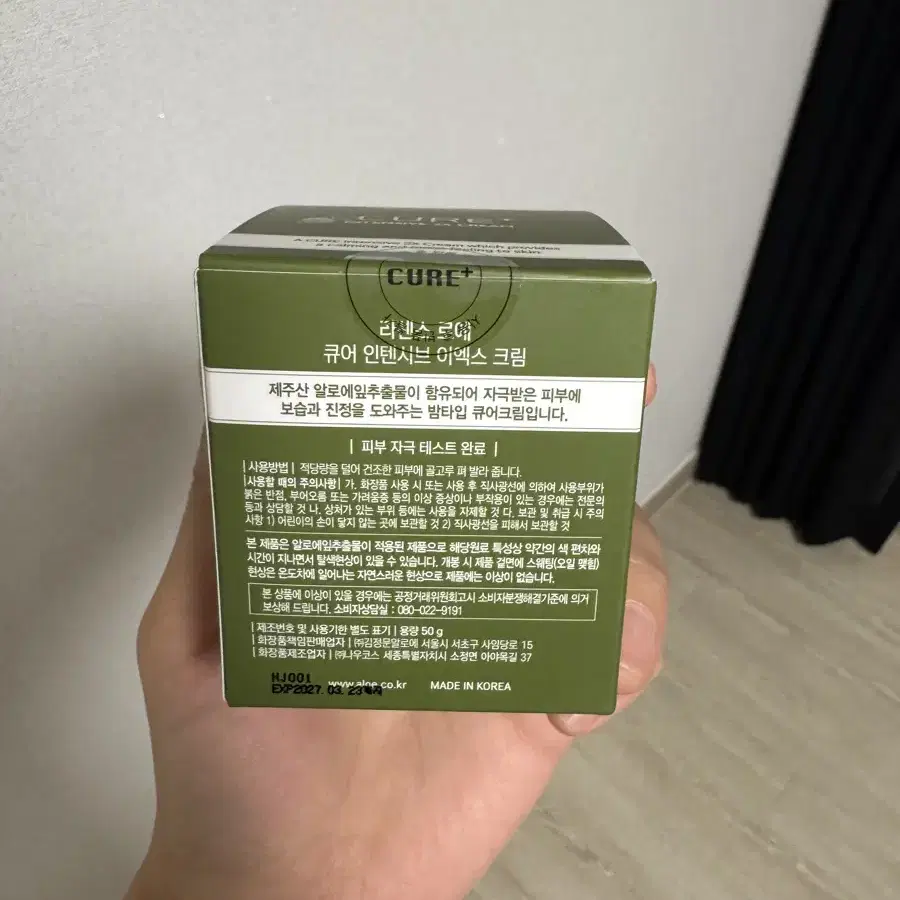 CURE+
INTENSIVE 2X CREAM
A CURE Intensive 2x Cream which provides
a calming and moist feeling to skin
CURE+
라센스 로에
큐어 인텐시브 이엑스 크림
제주산 알로에잎추출물이 함유되어 자극받은 피부에
보습과 진정을 도와주는 밤타입 큐어크림입니다.
| 피부 자극 테스트 완료 |
| 사용방법 | 적당량을 덜어 건조한 피부에 골고루 펴 발라 줍니다.
| 사용할 때의 주의사항 | 가. 화장품 사용 시 또는 사용 후 직사광선에 의하여 사용부위가
붉은 반점, 부어오름 또는 가려움증 등의 이상 증상이나 부작용이 있는 경우에는 전문의
등과 상담할 것 나. 상처가 있는 부위 등에는 사용을 자제할 것 다. 보관 및 취급 시 주의
사항 1) 어린이의 손이 닿지 않는 곳에 보관할 것 2) 직사광선을 피해서 보관할 것
본 제품은 알로에잎추출물이 적용된 제품으로 해당원료 특성상 약간의 색 편차와
시간이 지나면서 탈색현상이 있을 수 있습니다. 개봉 시 제품 겉면에 스웨팅(오일 맺힘)
현상은 온도차에 일어나는 자연스러운 현상으로 제품에는 이상이 없습니다.
본 상품에 이상이 있을 경우에는 공정거래위원회고시 소비자분쟁해결기준에 의거
보상해 드립니다. 소비자상담실 : 080-022-9191
| 제조번호 및 사용기한 별도 표기 | 용량 50 g
| 화장품책임판매업자 | ㈜김정문알로에 서울시 서초구 사임당로 15
| 화장품제조업자 | ㈜나우코스 세종특별자치시 소정면 아야목길 37
HJ001
EXP2027. 03. 23까지
www.aloe.co.kr MADE IN KOREA